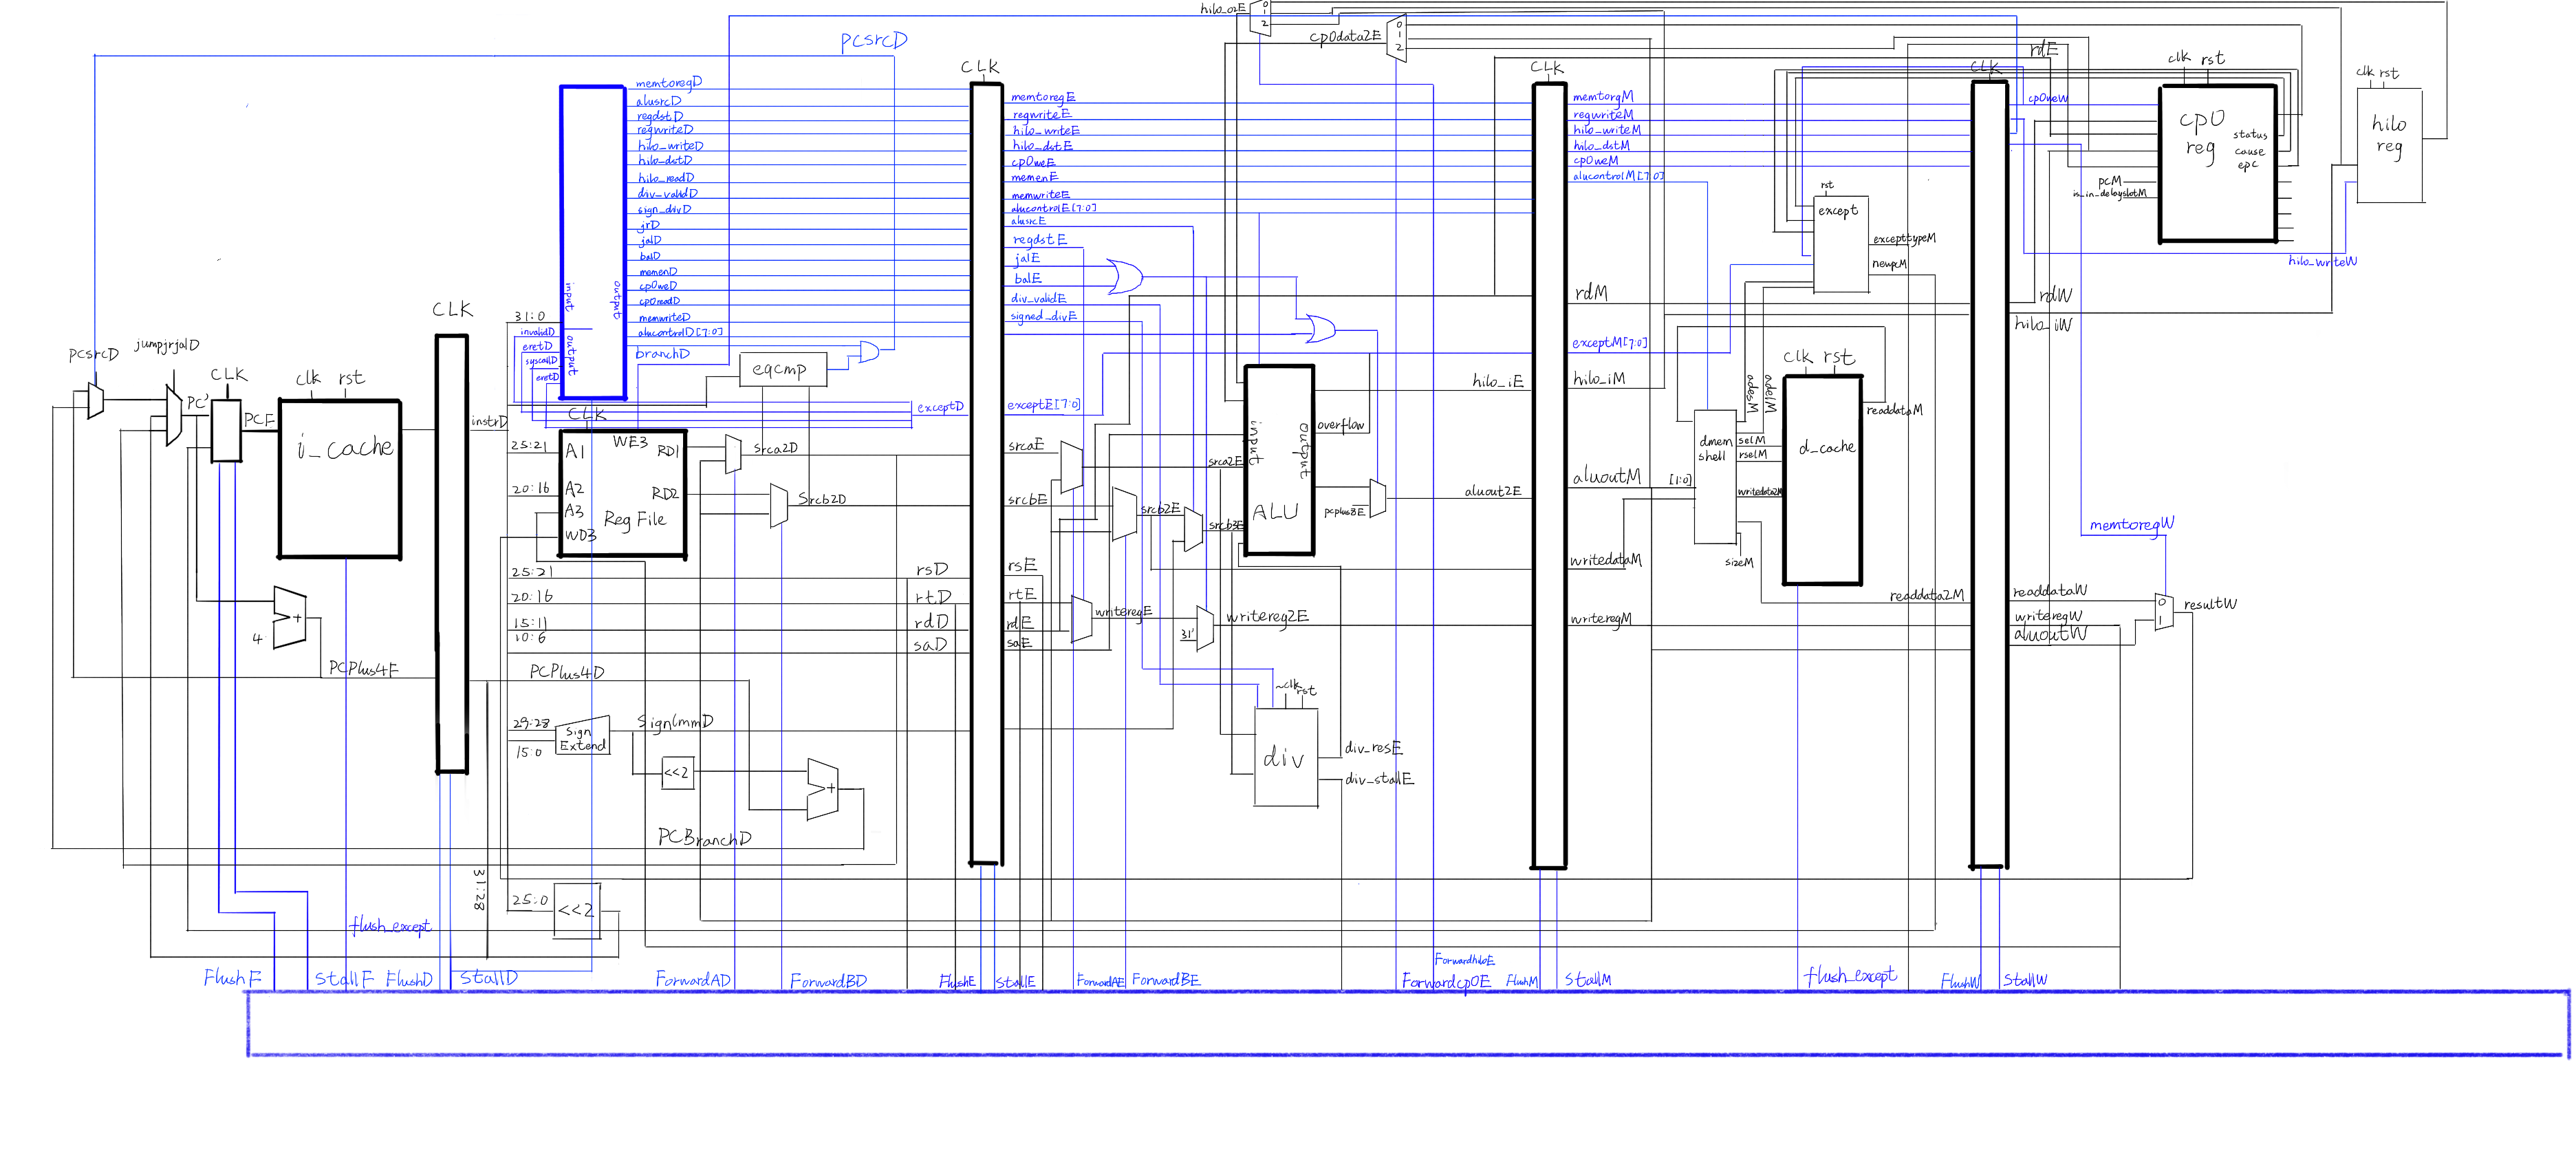 hilo_o2E
0
1
2
cp0data2E
0
1
2
PCsrcD
rdE
CLK
CLK
CLK
clk rst
clk rst
memtoregD
alusrcD
regdstD
regwriteD
hilo_writeD
hilo_dstD
hilo_readD
div_validD
sign_divD
jrD
jalD
balD
memenD
cp0weD
cp0readD
memwriteD
alucontrolD[7:0]
branchD
input
output
output
31:0
invalidD
eretD
syscallD
eretD
memtoregE
regwriteE
hilo_writeE
hilo_dstE
cp0weE
memenE
memwriteE
alucontrolE[7:0]
alusrcE
regdstE
jalE
balE
div_validE
signed_divE
exceptD
exceptE[7:0]
memtorgM
regwriteM
hilo_writeM
hilo_dstM
cp0weM
alucontrolM[7:0]
rdM
exceptM[7:0]
hilo_iM
rst
except
excepttypeM
newpcM
cp0weW
cp0
reg
status
cause
epc
pcM
is_in_delayslotM
hilo
reg
hilo_writeW
rdW
hilo_iW
PCsrcD
jumpjrjalD
CLK
PC'
PCF
clk rst
i_cache
CLK
instrD
4
+
PCPlus4F
eqcmp
CLK
25:21
A1
WE3
RD1
20:16
A2
RD2
A3
Reg File
WD3
Srca2D
Srcb2D
25:21
rsD
20:16
rtD
15:11
rdD
10:6
saD
PCPlus4D
29:28
15:0
Sign
Extend
SignImmD
<<2
+
PCBranchD
31:28
25:0
<<2
srcaE
srcbE
rsE
rtE
rdE
saE
srca2E
srcb2E
srcb3E
writeregE
31'
writereg2E
input
output
ALU
overflow
hilo_iE
pcplus8E
aluout2E
~clk
rst
div
div_resE
div_stallE
aluoutM
[1:0]
writedataM
writeregM
dmem
shell
adesM
adelM
selM
rselM
writedata2M
sizeM
clk rst
d_cache
readdataM
readdata2M
memtoregW
readdataW
writeregW
aluoutW
0
1
resultW
flush_except
FlushF
StallF
FlushD
StallD
ForwardAD
ForwardBD
FlushE
StallE
ForwardAE
ForwardBE
ForwardhiloE
Forwardcp0E
FlushM
StallM
flush_except
FlushW
StallW